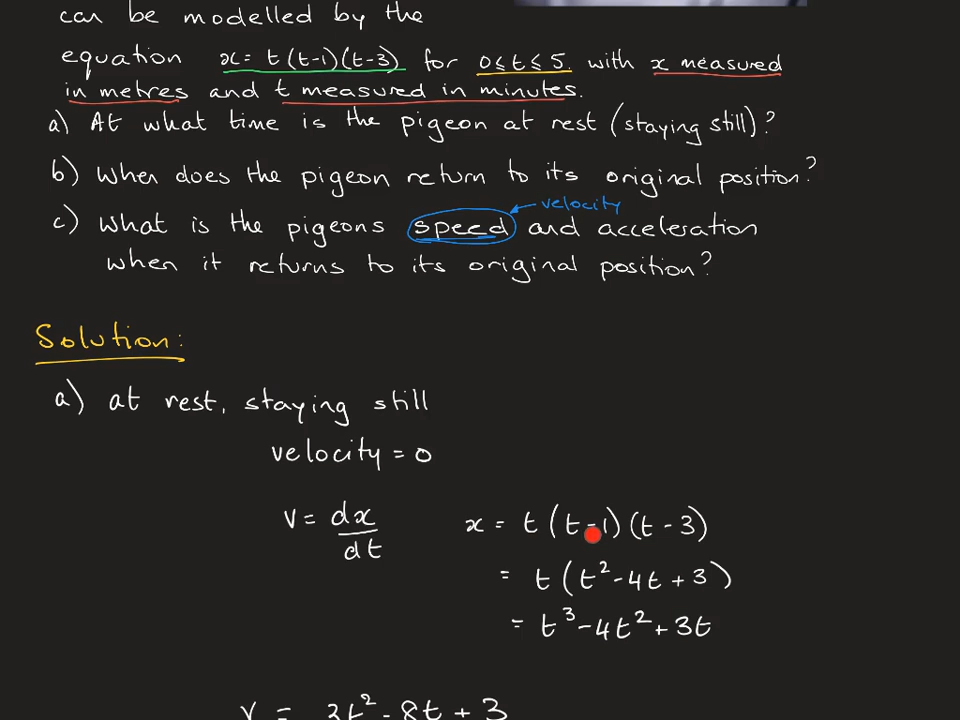 can be modelled by the
equation x = t(t-1)(t-3) for 0 ≤ t ≤ 5. with x measured
in metres and t measured in minutes.
a) At what time is the pigeon at rest (staying still)?
b) When does the pigeon return to its original position?
velocity
c) What is the pigeons speed and acceleration
when it returns to its original position?
Solution:
a) at rest, staying still
velocity = 0
v = dx/dt x = t(t-1)(t-3)
= t(t² - 4t + 3)
= t³ - 4t² + 3t
v = 3t² - 8t + 3